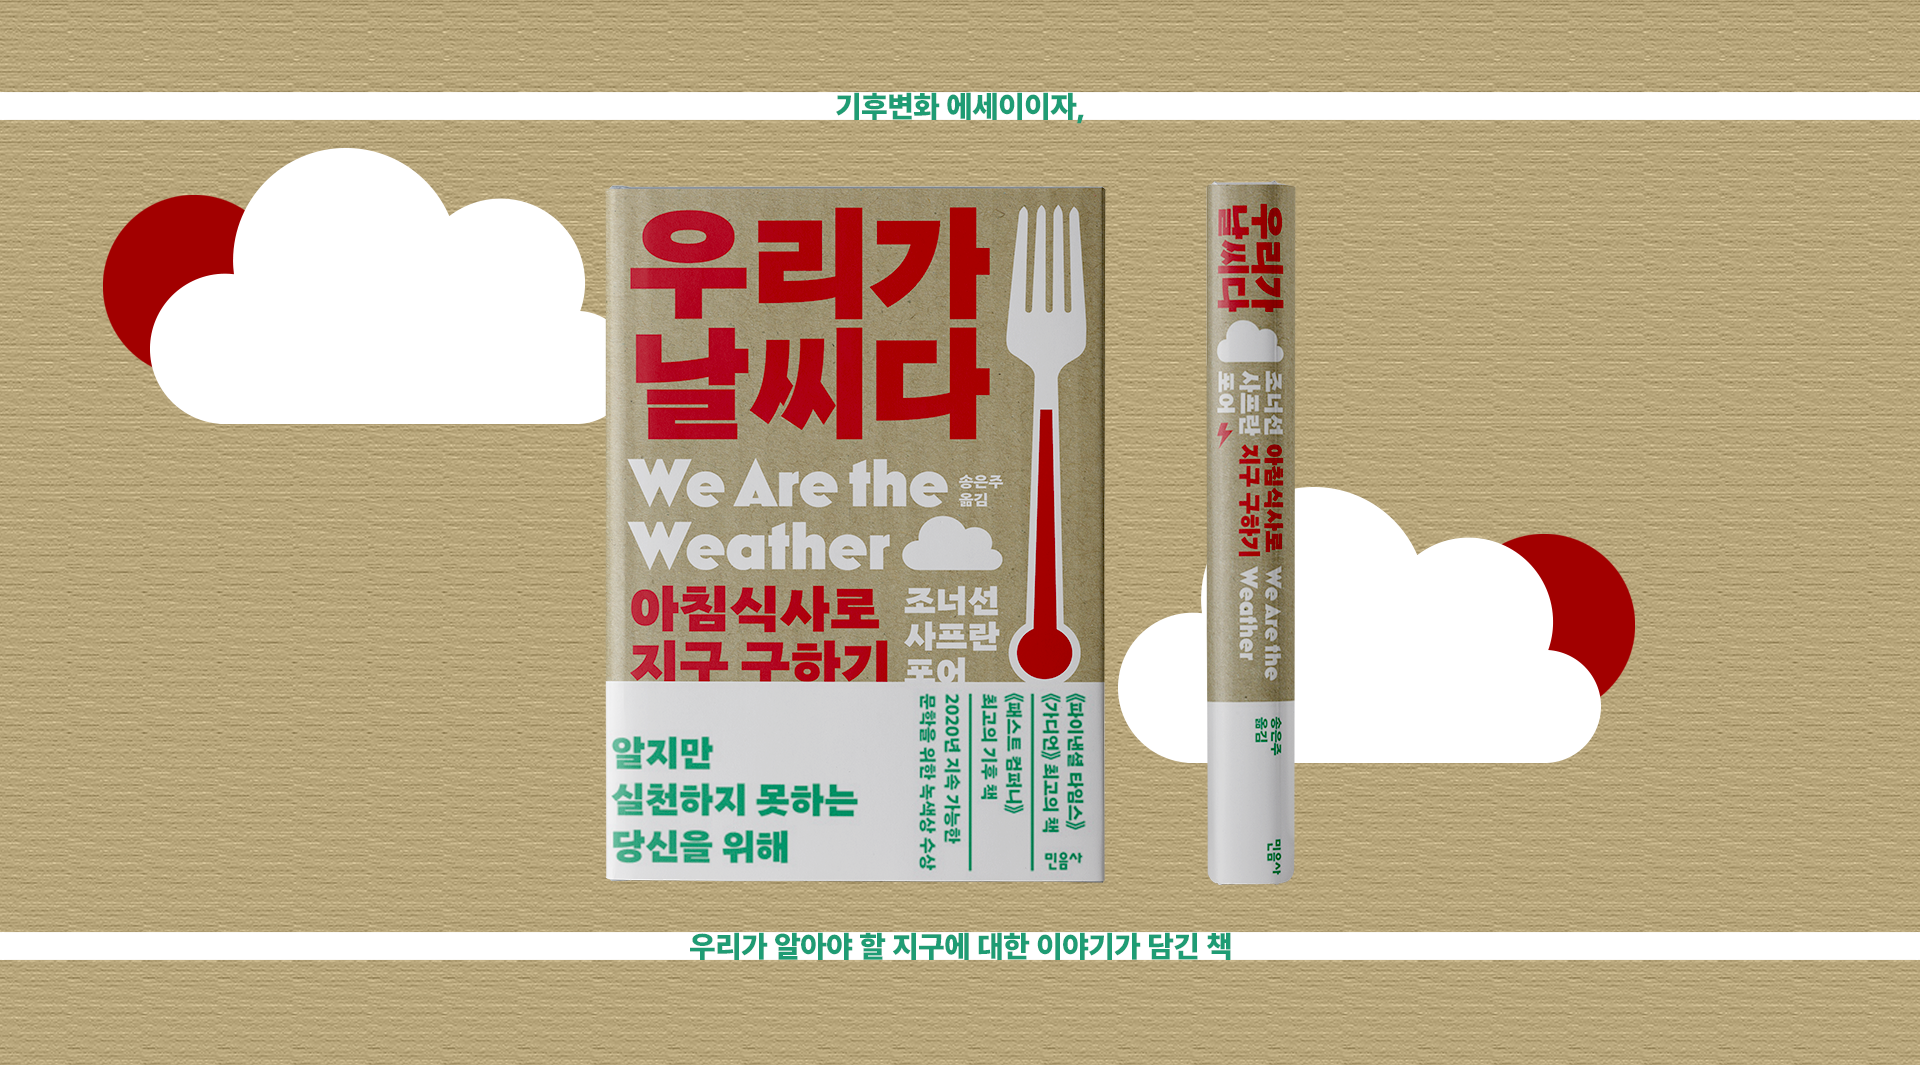 기후변화 에세이이자,
우리가
날씨다
We Are the
Weather
송은주
옮김
아침식사로
지구 구하기
조너선
사프란
포어
알지만
실천하지 못하는
당신을 위해
《파이낸셜 타임스》
《가디언》 최고의 책
《패스트 컴퍼니》
최고의 기후 책
2020년 지속 가능한
문학을 위한 녹색상 수상
민음사
우리가
날씨다
조너선
사프란
포어
아침식사로
지구 구하기
We Are the
Weather
송은주
옮김
민음사
우리가 알아야 할 지구에 대한 이야기가 담긴 책